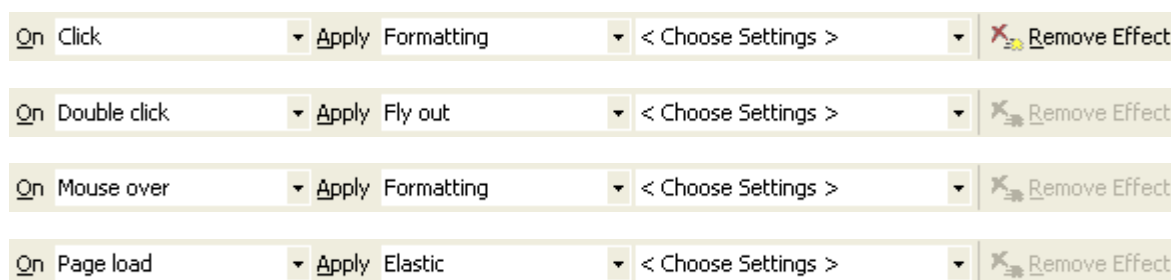 On Click Apply Formatting < Choose Settings > Remove Effect
On Double click Apply Fly out < Choose Settings > Remove Effect
On Mouse over Apply Formatting < Choose Settings > Remove Effect
On Page load Apply Elastic < Choose Settings > Remove Effect